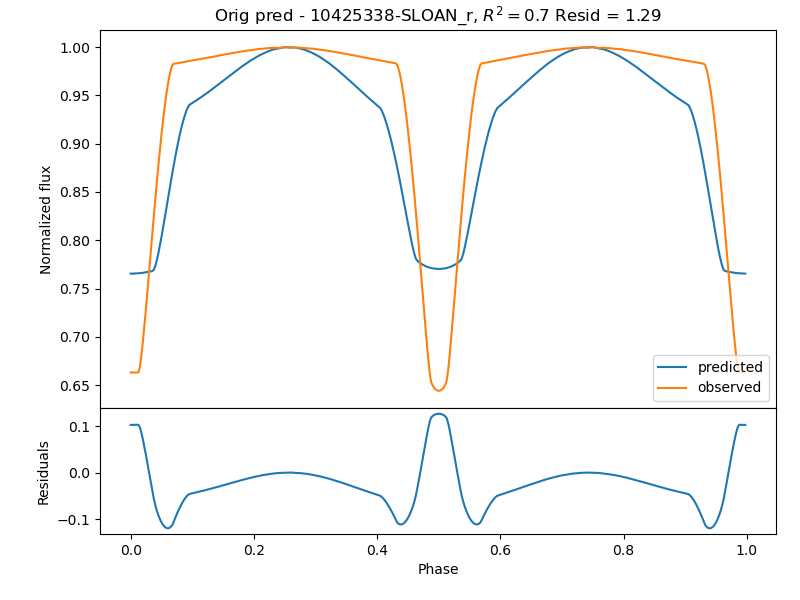 Orig pred - 10425338-SLOAN_r, R² = 0.7 Resid = 1.29
1.00
0.95
0.90
0.85
0.80
0.75
0.70
0.65
Normalized flux
predicted
observed
0.1
0.0
−0.1
Residuals
0.0 0.2 0.4 0.6 0.8 1.0
Phase